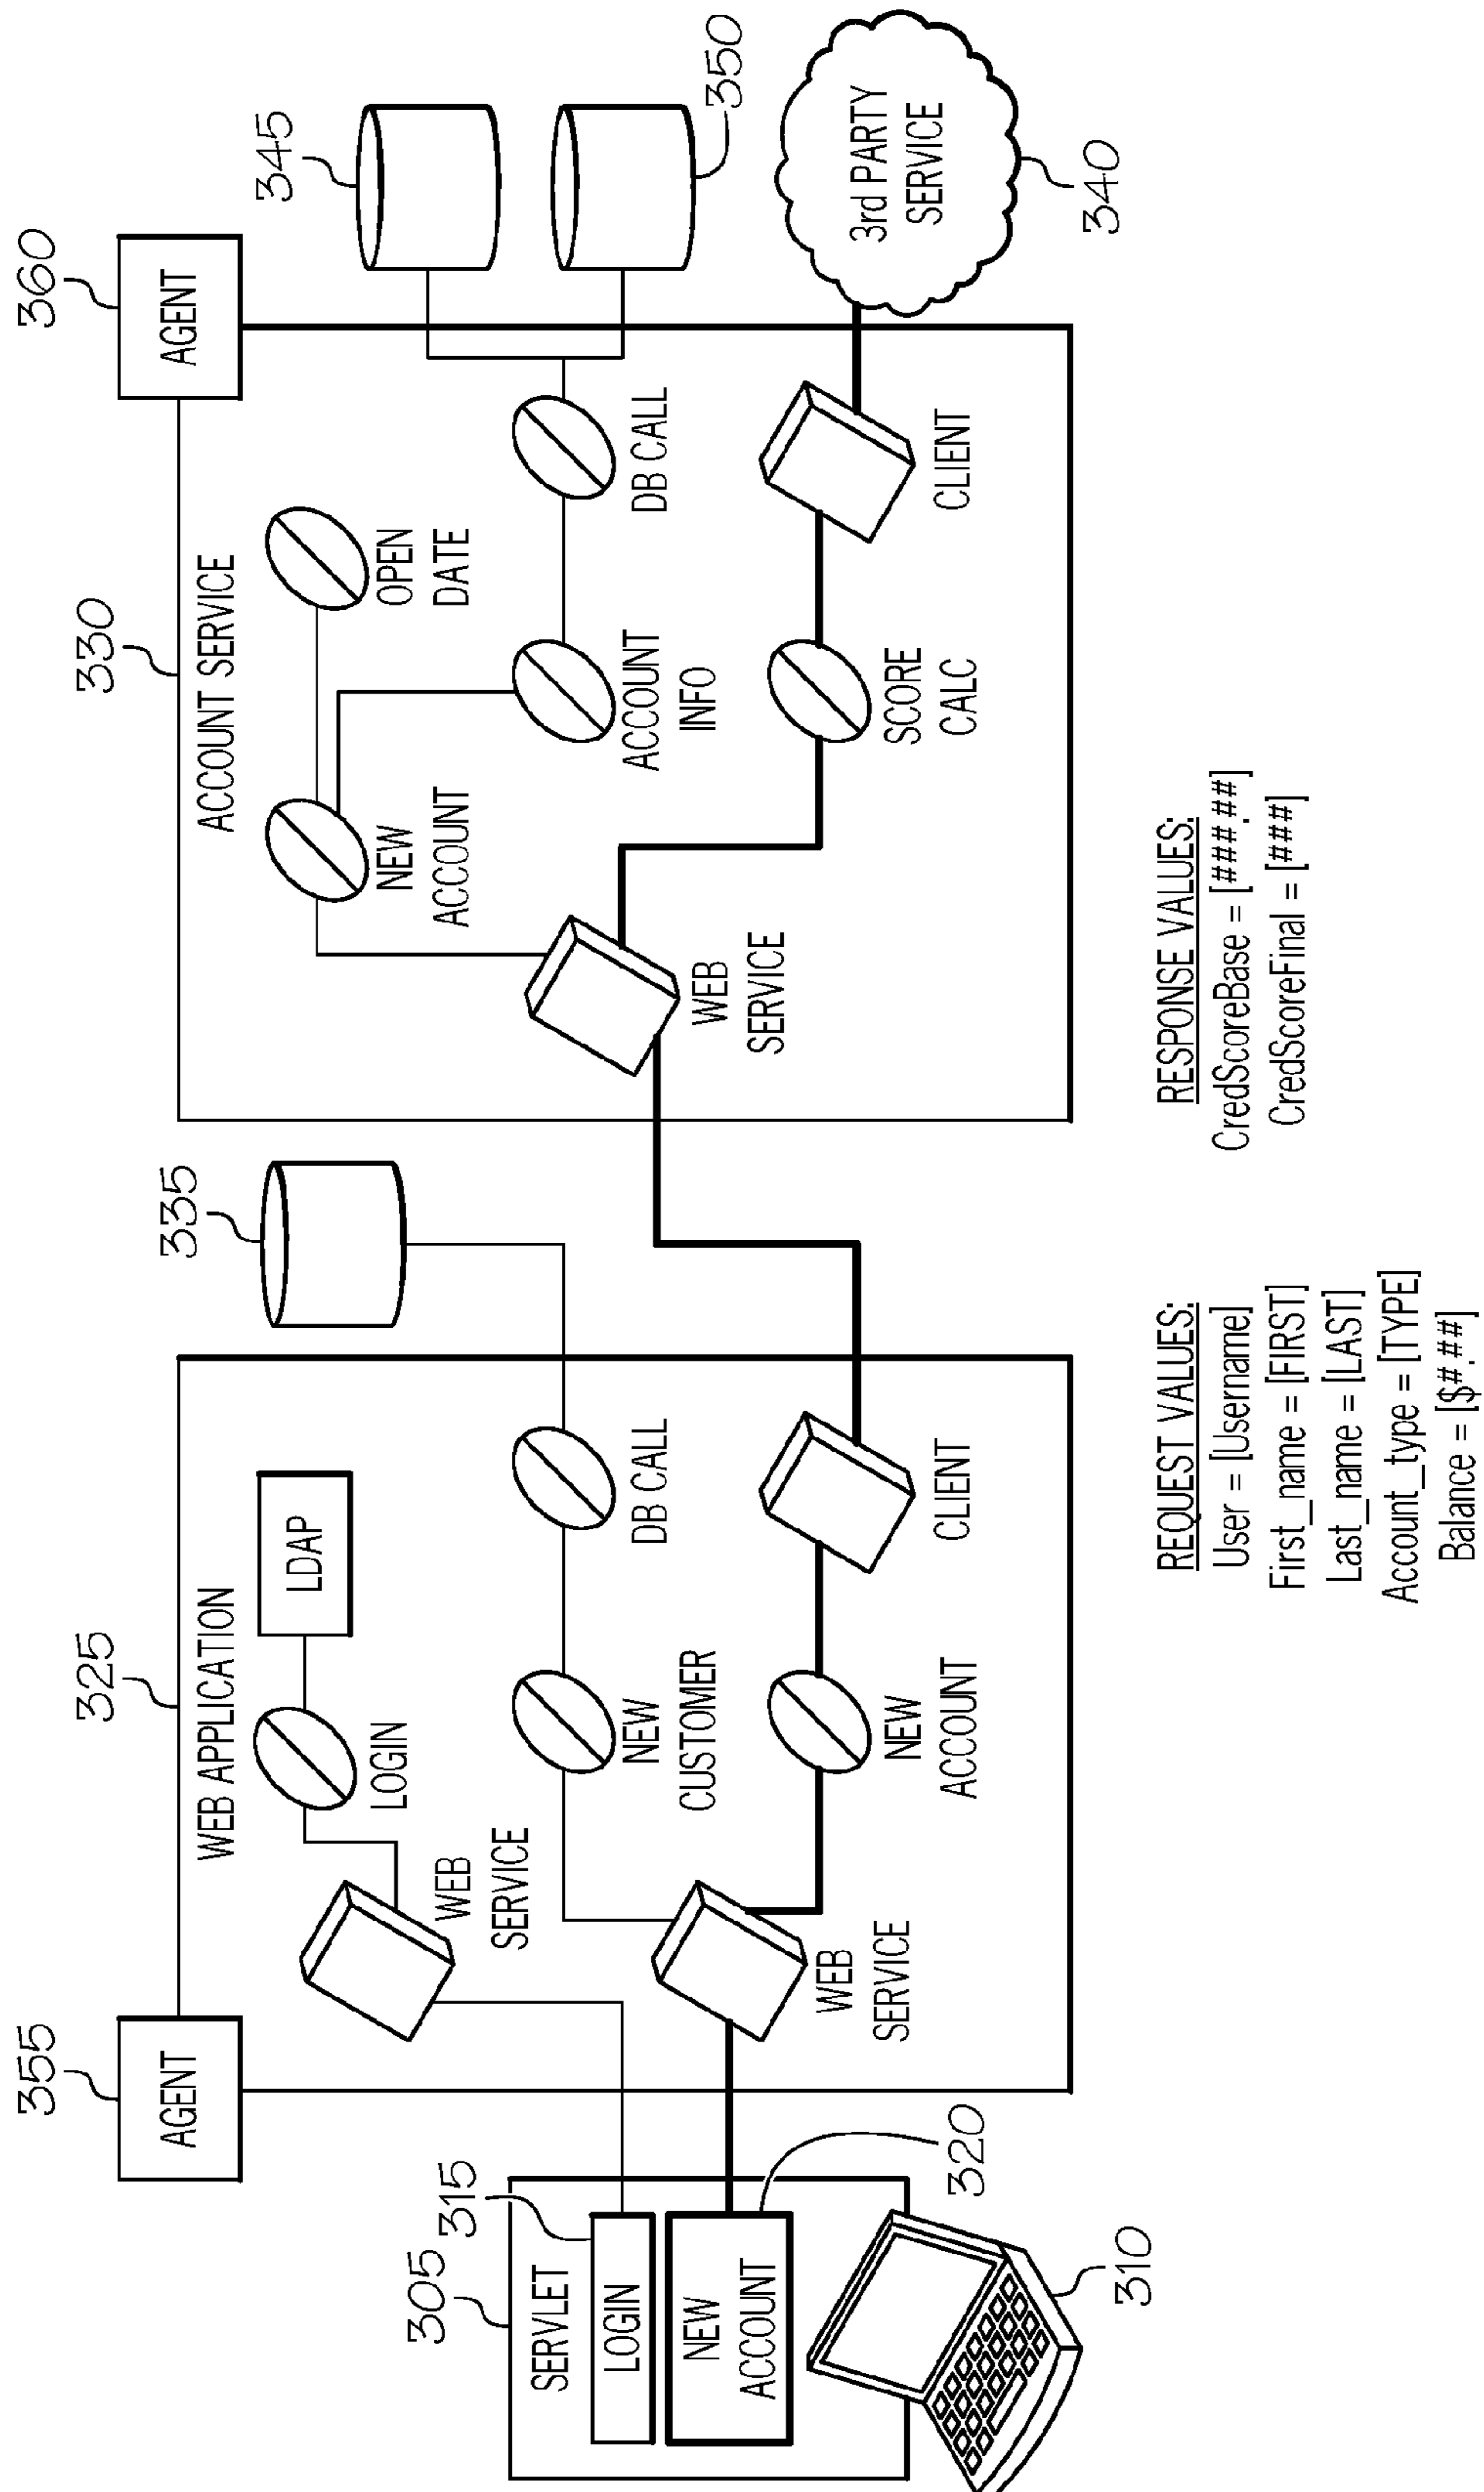 355
AGENT
325
WEB APPLICATION
305
SERVLET
315
LOGIN
NEW
ACCOUNT
320
310
WEB
SERVICE
LOGIN
LDAP
WEB
SERVICE
NEW
CUSTOMER
DB CALL
NEW
ACCOUNT
CLIENT
335
360
AGENT
330
ACCOUNT SERVICE
WEB
SERVICE
NEW
ACCOUNT
OPEN
DATE
ACCOUNT
INFO
DB CALL
SCORE
CALC
CLIENT
345
350
3rd PARTY
SERVICE
340
REQUEST VALUES:
User = [Username]
First_name = [FIRST]
Last_name = [LAST]
Account_type = [TYPE]
Balance = [$#.##]
RESPONSE VALUES:
CredScoreBase = [###.##]
CredScoreFinal = [###]